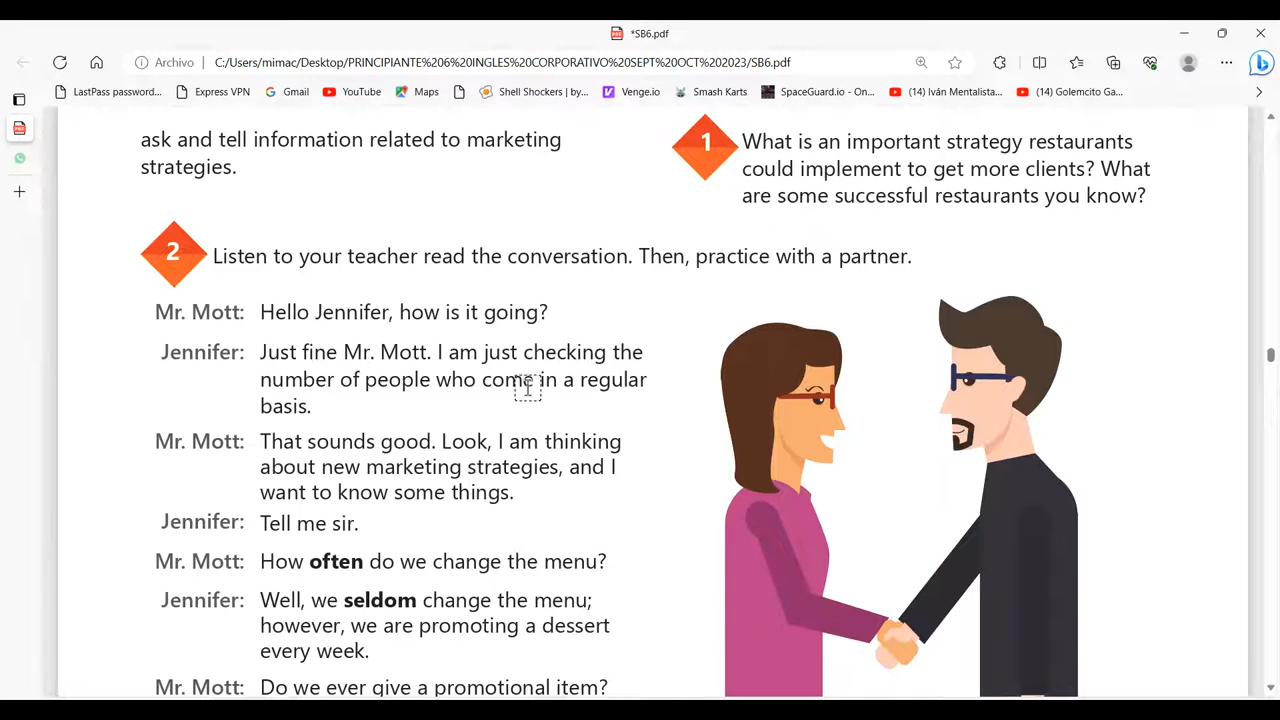 *SB6.pdf
Archivo
C:/Users/mimac/Desktop/PRINCIPIANTE%206%20INGLES%20CORPORATIVO%20SEPT%20OCT%202023/SB6.pdf
LastPass password...
Express VPN
Gmail
YouTube
Maps
Shell Shockers | by...
Venge.io
Smash Karts
SpaceGuard.io - On...
(14) Iván Mentalista...
(14) Golemcito Ga...
ask and tell information related to marketing
strategies.
1
What is an important strategy restaurants
could implement to get more clients? What
are some successful restaurants you know?
2
Listen to your teacher read the conversation. Then, practice with a partner.
Mr. Mott: Hello Jennifer, how is it going?
Jennifer: Just fine Mr. Mott. I am just checking the
number of people who come in a regular
basis.
Mr. Mott: That sounds good. Look, I am thinking
about new marketing strategies, and I
want to know some things.
Jennifer: Tell me sir.
Mr. Mott: How often do we change the menu?
Jennifer: Well, we seldom change the menu;
however, we are promoting a dessert
every week.
Mr. Mott: Do we ever give a promotional item?